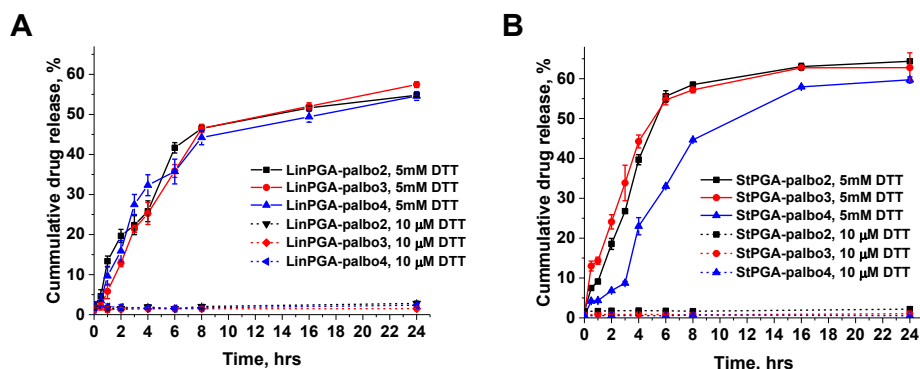 A
Cummulative drug release, %
60
50
40
30
20
10
0
LinPGA-palbo2, 5mM DTT
LinPGA-palbo3, 5mM DTT
LinPGA-palbo4, 5mM DTT
LinPGA-palbo2, 10 µM DTT
LinPGA-palbo3, 10 µM DTT
LinPGA-palbo4, 10 µM DTT
0 2 4 6 8 10 12 14 16 18 20 22 24
Time, hrs
B
Cummulative drug release, %
60
50
40
30
20
10
0
StPGA-palbo2, 5mM DTT
StPGA-palbo3, 5mM DTT
StPGA-palbo4, 5mM DTT
StPGA-palbo2, 10 µM DTT
StPGA-palbo3, 10 µM DTT
StPGA-palbo4, 10 µM DTT
0 2 4 6 8 10 12 14 16 18 20 22 24
Time, hrs